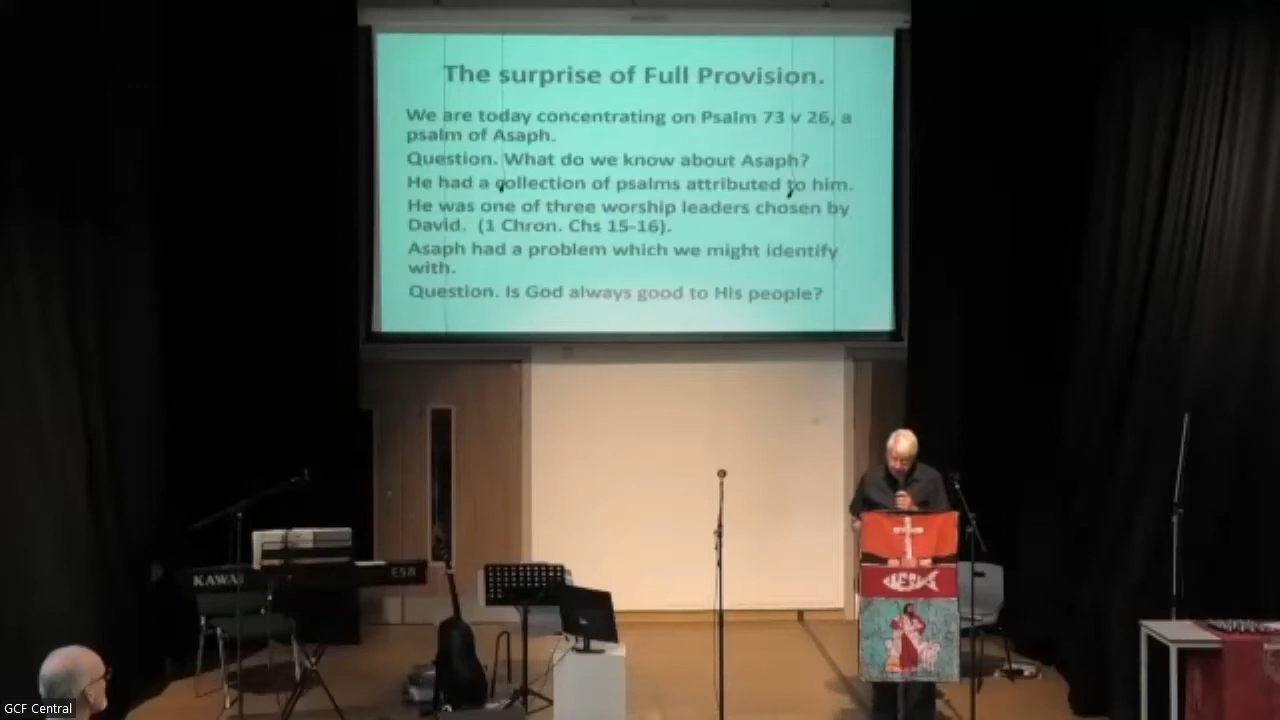 The surprise of Full Provision.
We are today concentrating on Psalm 73 v 26, a
psalm of Asaph.
Question. What do we know about Asaph?
He had a collection of psalms attributed to him.
He was one of three worship leaders chosen by
David. (1 Chron. Chs 15-16).
Asaph had a problem which we might identify
with.
Question. Is God always good to His people?
KAWAI ES8
JESUS
GCF Central